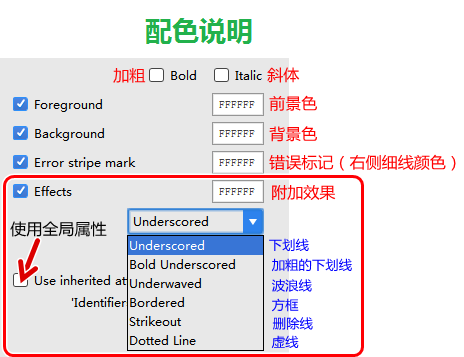 配色说明
加粗 Bold Italic 斜体
Foreground FFFFFF 前景色
Background FFFFFF 背景色
Error stripe mark FFFFFF 错误标记（右侧细线颜色）
Effects FFFFFF 附加效果
使用全局属性 Underscored
Underscored 下划线
Bold Underscored 加粗的下划线
Use inherited at Underwaved 波浪线
'Identifier Bordered 方框
Strikeout 删除线
Dotted Line 虚线